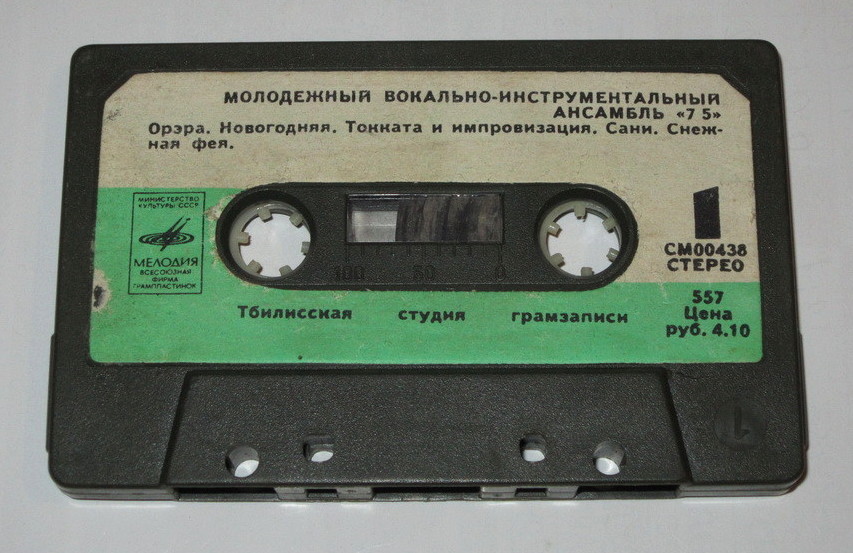 МОЛОДЕЖНЫЙ ВОКАЛЬНО-ИНСТРУМЕНТАЛЬНЫЙ
АНСАМБЛЬ «7 5»
Орэра. Новогодняя. Токката и импровизация. Сани. Снеж-
ная фея.
МИНИСТЕРСТВО
КУЛЬТУРЫ СССР
МЕЛОДИЯ
ВСЕСОЮЗНАЯ
ФИРМА
ГРАМПЛАСТИНОК
1
СМ00438
СТЕРЕО
100 50 0
Тбилисская студия грамзаписи
557
Цена
руб. 4.10
1